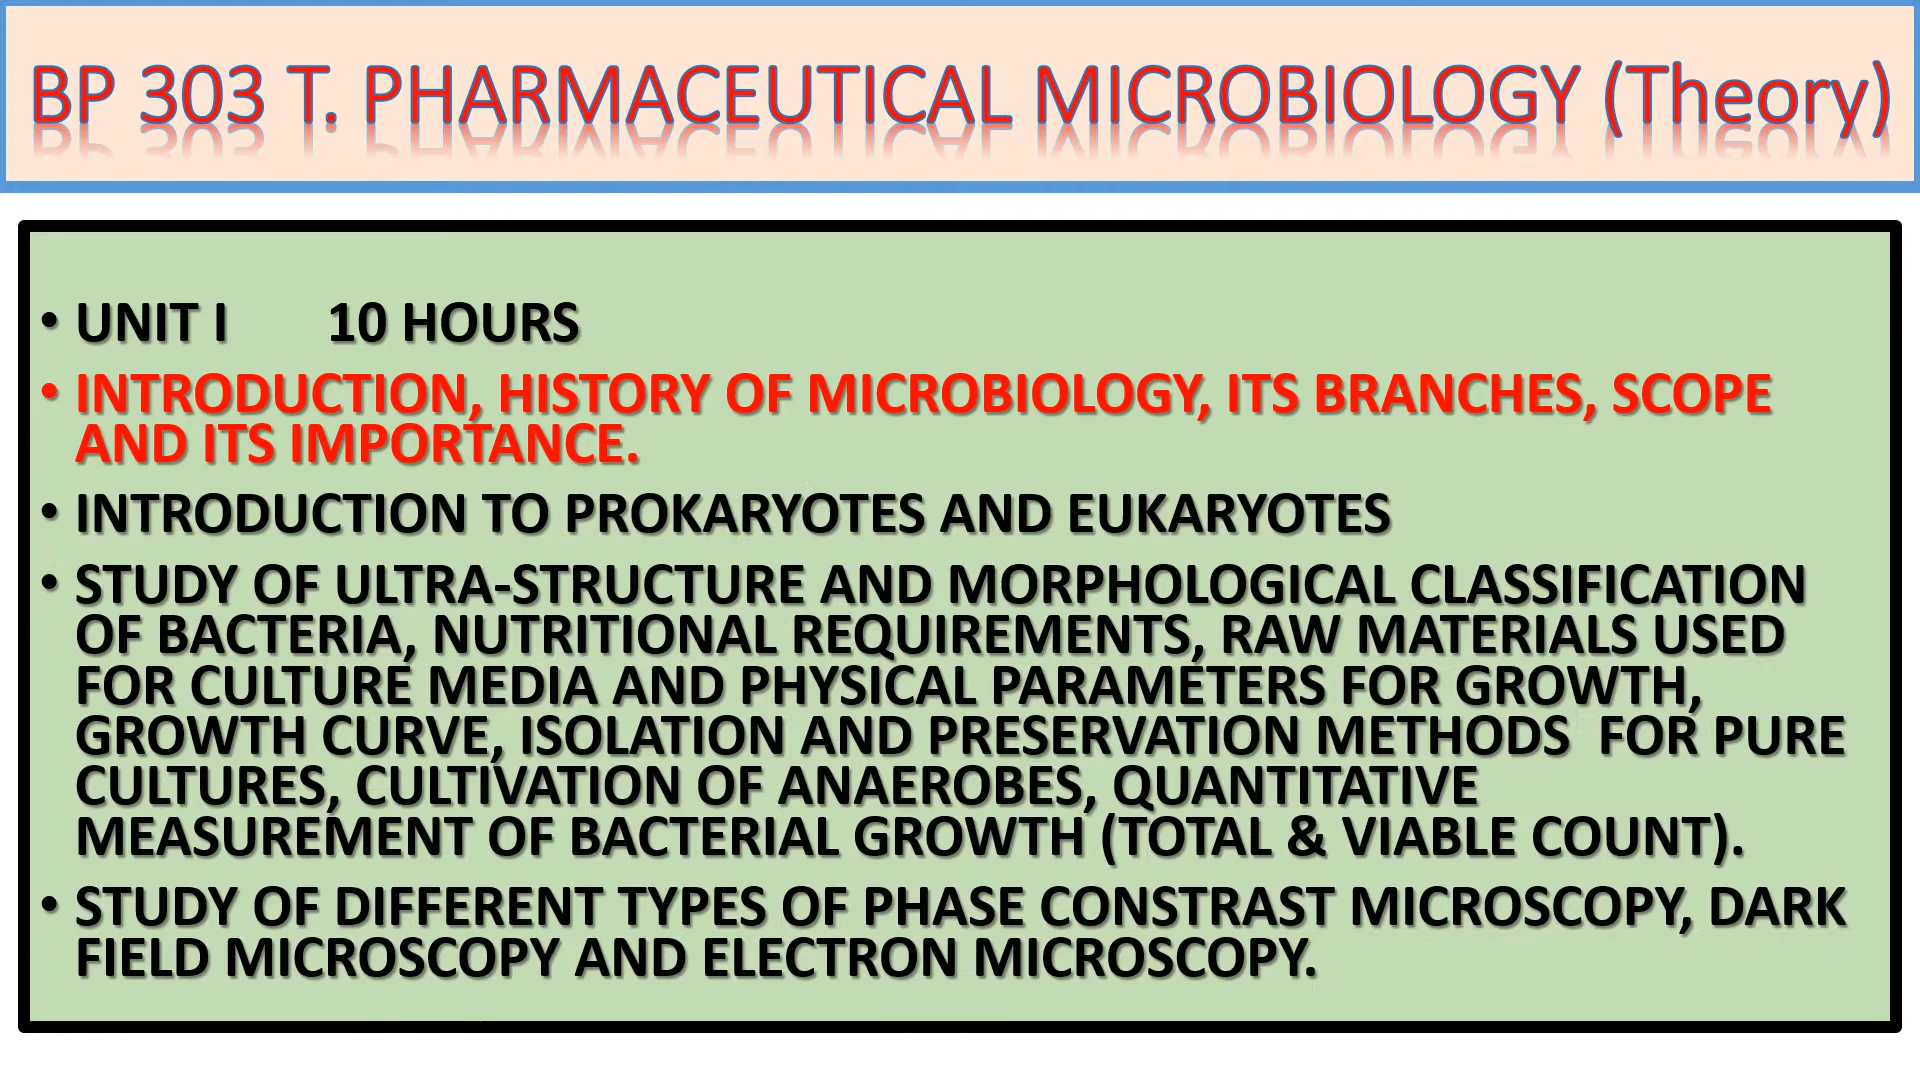 BP 303 T. PHARMACEUTICAL MICROBIOLOGY (Theory)
• UNIT I 10 HOURS
• INTRODUCTION, HISTORY OF MICROBIOLOGY, ITS BRANCHES, SCOPE
AND ITS IMPORTANCE.
• INTRODUCTION TO PROKARYOTES AND EUKARYOTES
• STUDY OF ULTRA-STRUCTURE AND MORPHOLOGICAL CLASSIFICATION
OF BACTERIA, NUTRITIONAL REQUIREMENTS, RAW MATERIALS USED
FOR CULTURE MEDIA AND PHYSICAL PARAMETERS FOR GROWTH,
GROWTH CURVE, ISOLATION AND PRESERVATION METHODS FOR PURE
CULTURES, CULTIVATION OF ANAEROBES, QUANTITATIVE
MEASUREMENT OF BACTERIAL GROWTH (TOTAL & VIABLE COUNT).
• STUDY OF DIFFERENT TYPES OF PHASE CONSTRAST MICROSCOPY, DARK
FIELD MICROSCOPY AND ELECTRON MICROSCOPY.